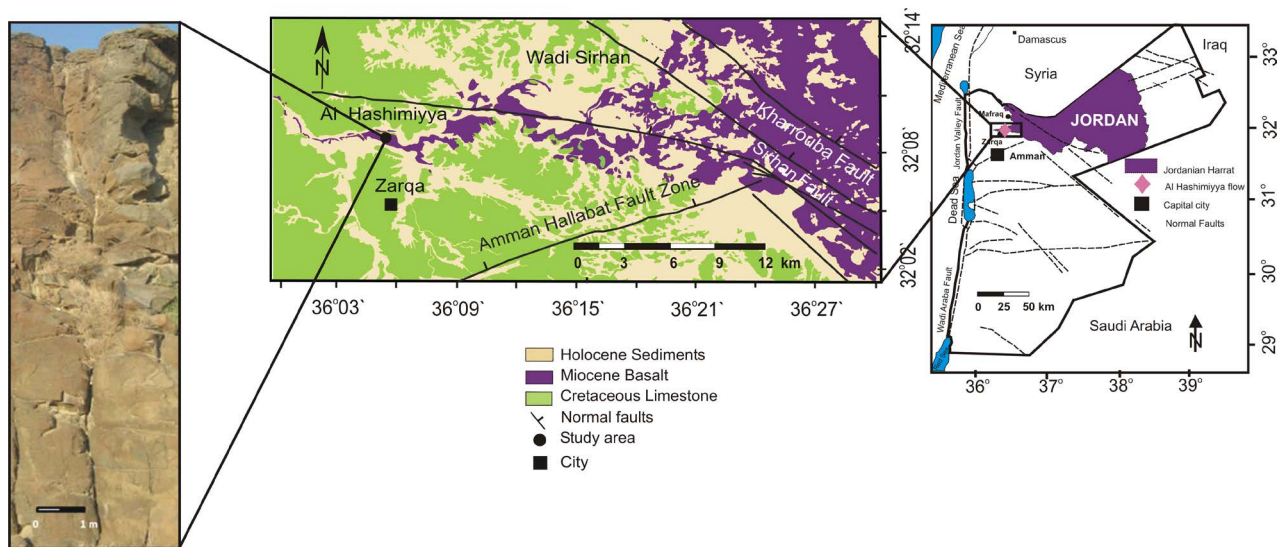 0 1 m
N
Wadi Sirhan
Al Hashimiyya
Zarqa
Kharrouba Fault
Sirhan Fault
Amman Hallabat Fault Zone
0 3 6 9 12 km
32°14'
32°08'
32°02'
36°03 36°09 36°15 36°21 36°27
Holocene Sediments
Miocene Basalt
Cretaceous Limestone
Normal faults
Study area
City
Mediterranean Sea
Damascus
Iraq
Syria
Mafraq
JORDAN
Zarqa
Amman
Jordan Valley Fault
Dead Sea
Wadi Araba Fault
Jordanian Harrat
Al Hashimiyya flow
Capital city
Normal Faults
0 25 50 km
Saudi Arabia
N
33°
32°
31°
30°
29°
36° 37° 38° 39°